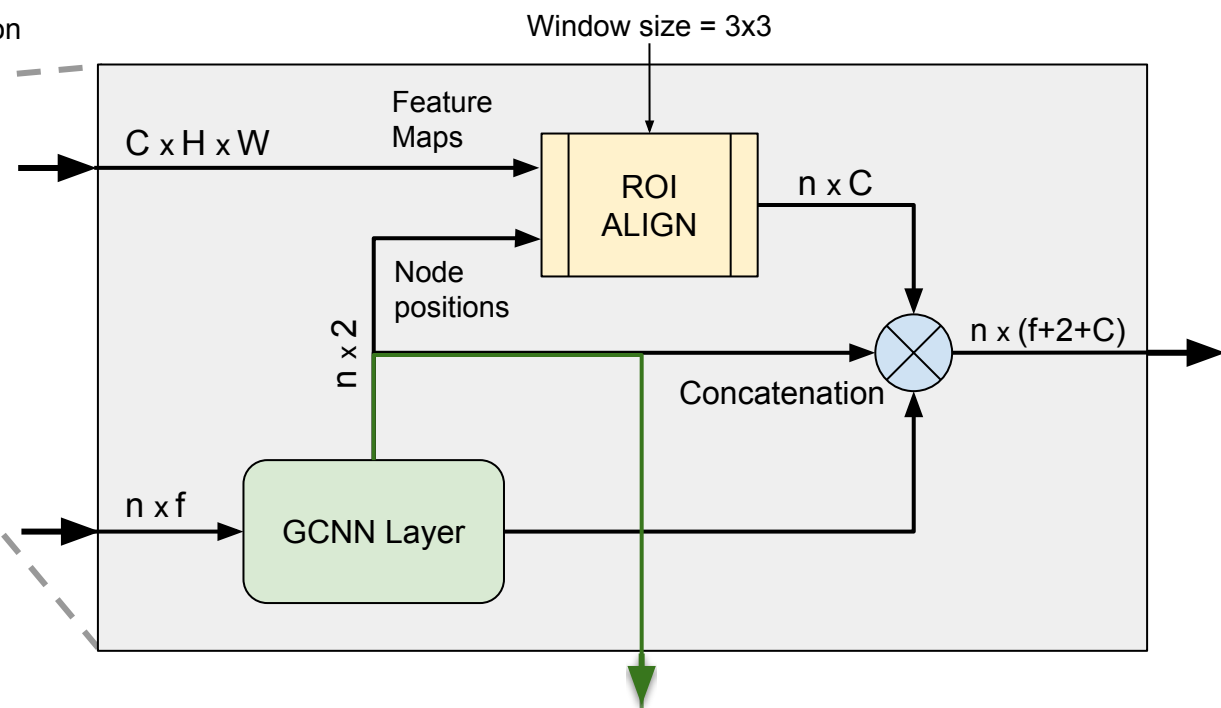 on
Window size = 3x3
C x H x W
Feature
Maps
ROI
ALIGN
n x C
Node
positions
n x 2
n x (f+2+C)
Concatenation
n x f
GCNN Layer